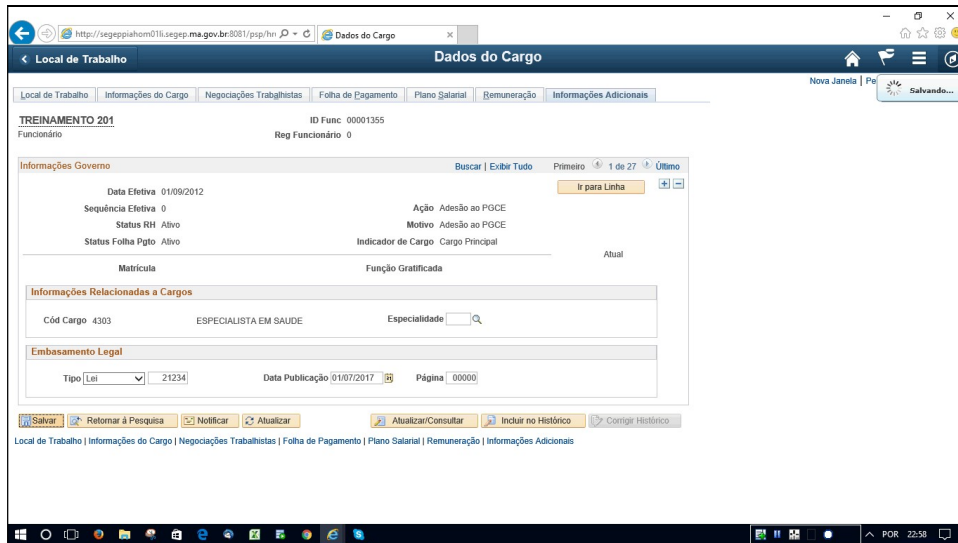 http://segeppiahom01li.segep.ma.gov.br:8081/psp/hr
Dados do Cargo
Local de Trabalho
Dados do Cargo
Nova Janela | Pe
Salvando...
Local de Trabalho Informações do Cargo Negociações Trabalhistas Folha de Pagamento Plano Salarial Remuneração Informações Adicionais
TREINAMENTO 201 ID Func 00001355
Funcionário Reg Funcionário 0
Informações Governo Buscar | Exibir Tudo Primeiro 1 de 27 Último
Ir para Linha
Data Efetiva 01/09/2012
Sequência Efetiva 0 Ação Adesão ao PGCE
Status RH Ativo Motivo Adesão ao PGCE
Status Folha Pgto Ativo Indicador de Cargo Cargo Principal
Atual
Matrícula Função Gratificada
Informações Relacionadas a Cargos
Cód Cargo 4303 ESPECIALISTA EM SAUDE Especialidade
Embasamento Legal
Tipo Lei 21234 Data Publicação 01/07/2017 Página 00000
Salvar Retornar à Pesquisa Notificar Atualizar Atualizar/Consultar Incluir no Histórico Corrigir Histórico
Local de Trabalho | Informações do Cargo | Negociações Trabalhistas | Folha de Pagamento | Plano Salarial | Remuneração | Informações Adicionais
POR 22:58